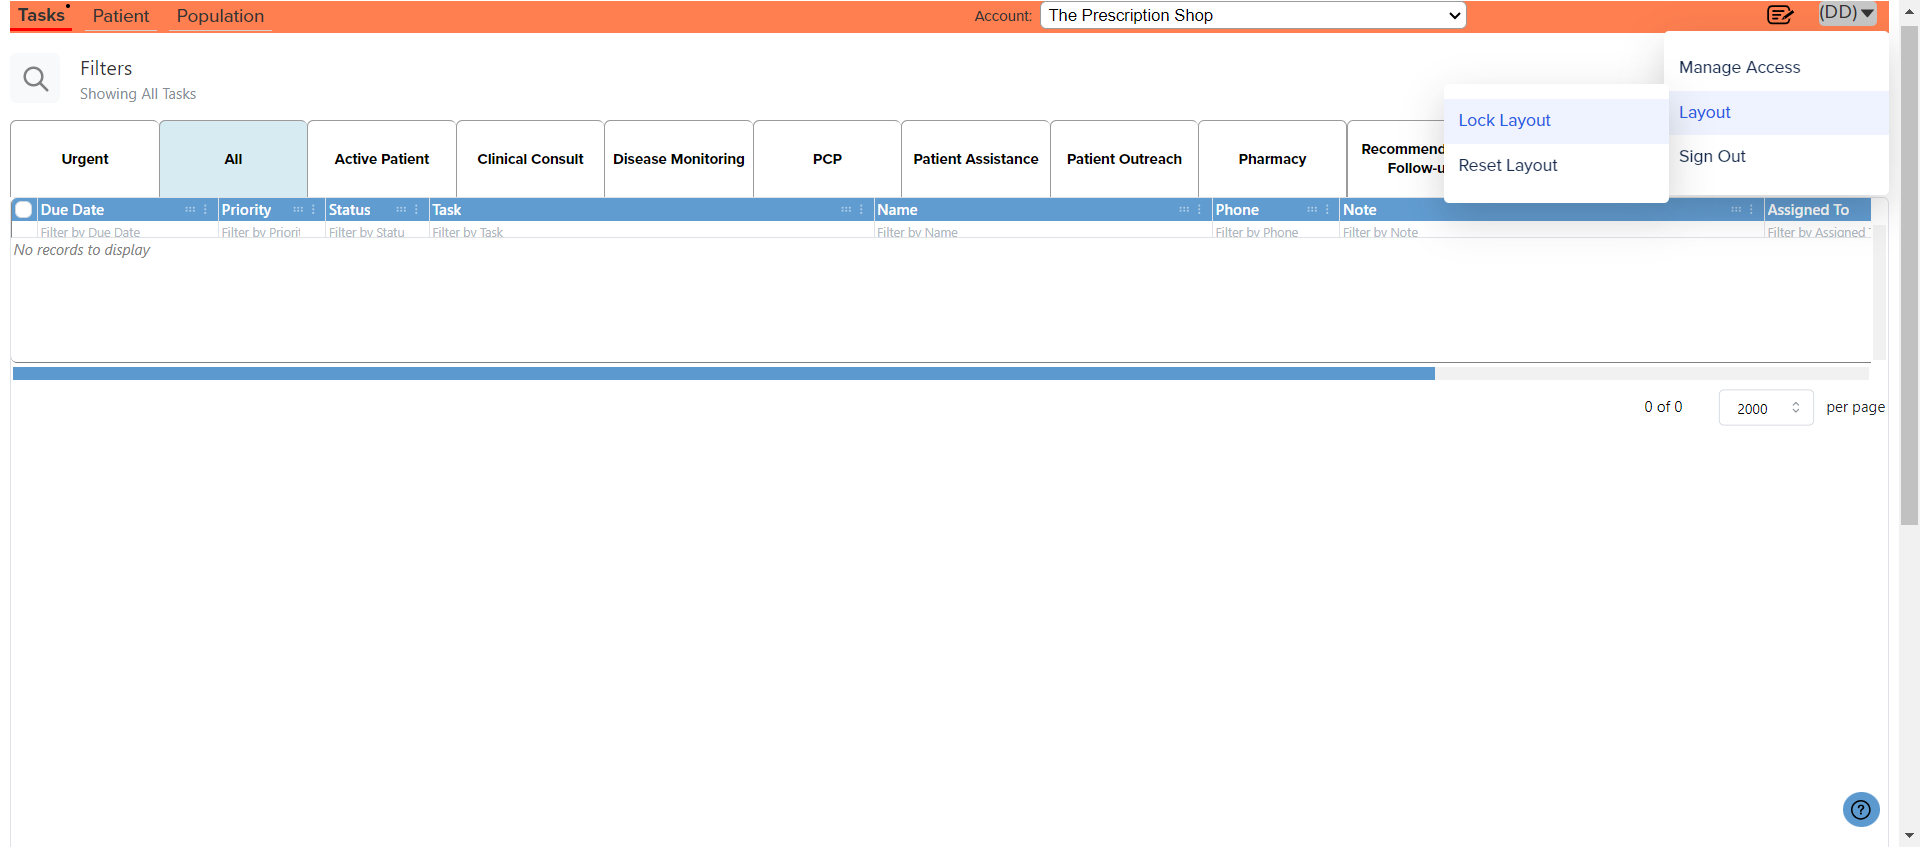 Tasks
Patient
Population
Account:
The Prescription Shop
(DD)
Manage Access
Layout
Sign Out
Lock Layout
Reset Layout
Filters
Showing All Tasks
Urgent
All
Active Patient
Clinical Consult
Disease Monitoring
PCP
Patient Assistance
Patient Outreach
Pharmacy
Recommend
Follow-u
Due Date
Priority
Status
Task
Name
Phone
Note
Assigned To
Filter by Due Date
Filter by Priorit
Filter by Statu
Filter by Task
Filter by Name
Filter by Phone
Filter by Note
Filter by Assigned
No records to display
0 of 0
2000
per page
?